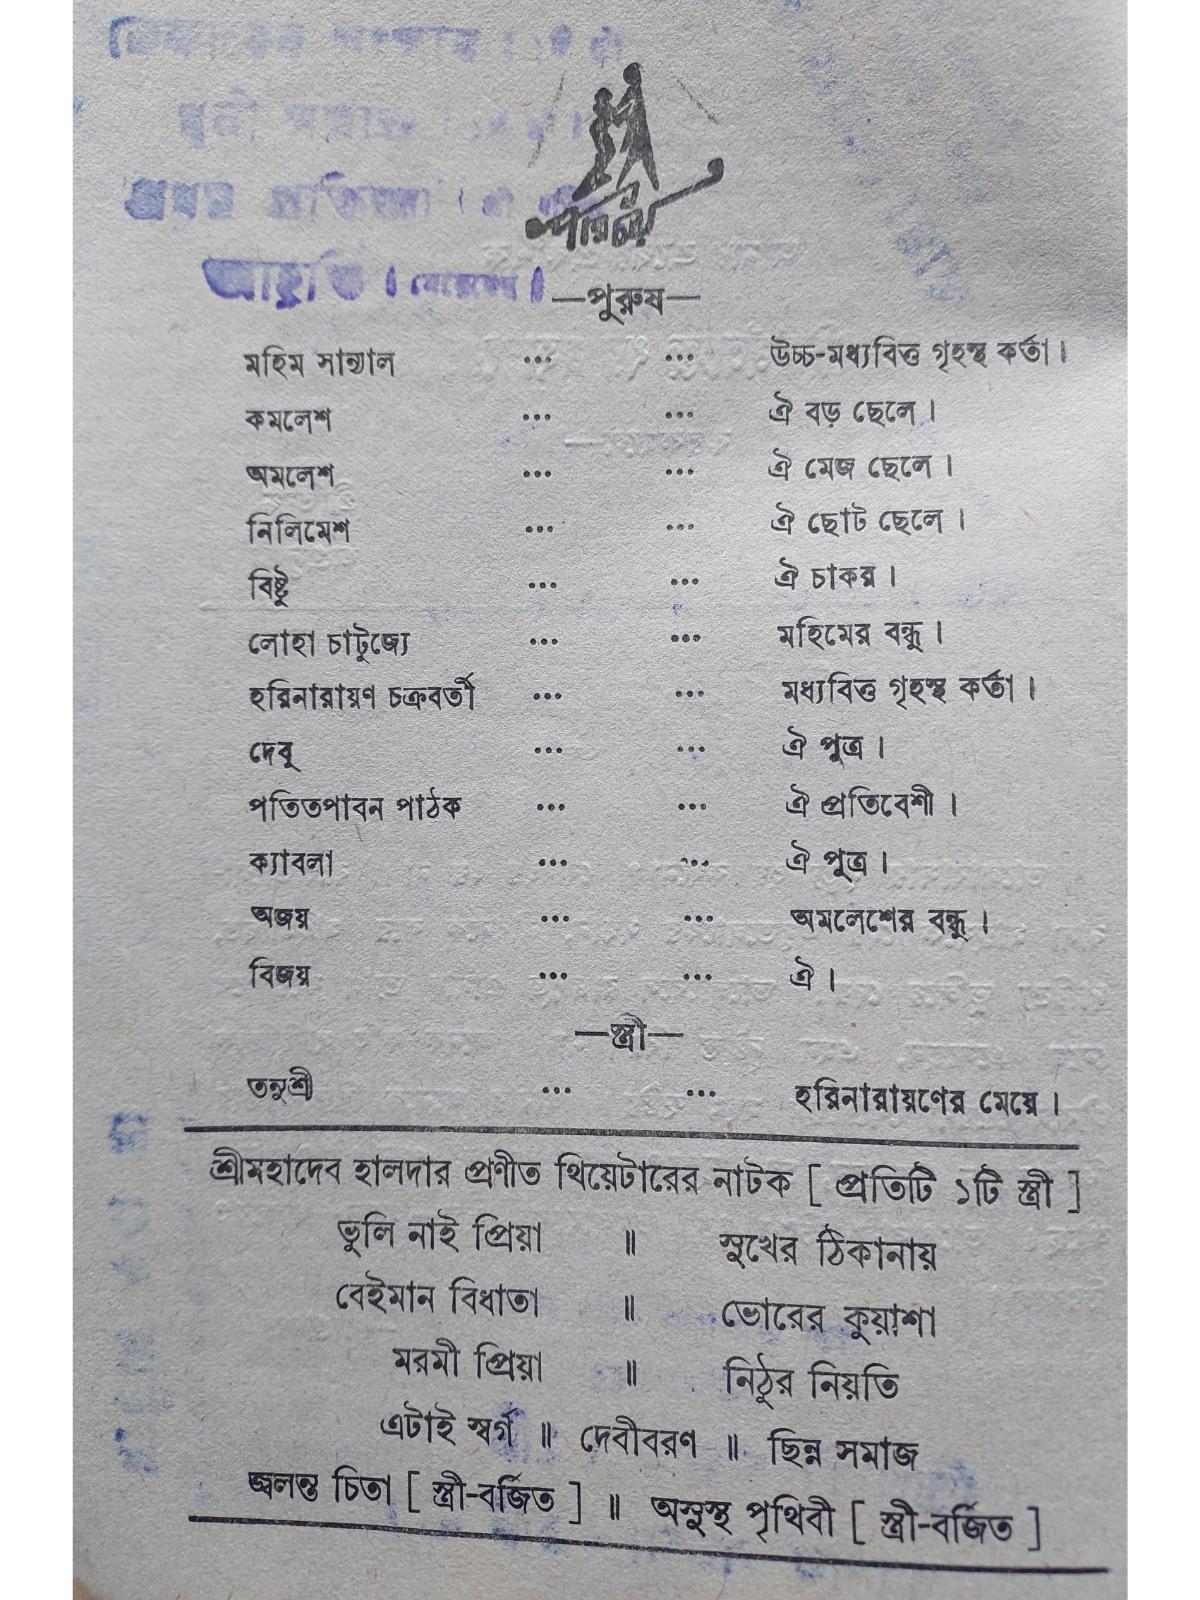 পরিচয়
আহুতি ।
—পুরুষ—
মহিম সান্যাল ... ... উচ্চ-মধ্যবিত্ত গৃহস্থ কর্তা ।
কমলেশ ... ... ঐ বড় ছেলে ।
অমলেশ ... ... ঐ মেজ ছেলে ।
নিলিমেশ ... ... ঐ ছোট ছেলে ।
বিষ্টু ... ... ঐ চাকর ।
লোহা চাটুজ্যে ... ... মহিমের বন্ধু ।
হরিনারায়ণ চক্রবর্তী ... ... মধ্যবিত্ত গৃহস্থ কর্তা ।
দেবু ... ... ঐ পুত্র ।
পতিতপাবন পাঠক ... ... ঐ প্রতিবেশী ।
ক্যাবলা ... ... ঐ পুত্র ।
অজয় ... ... অমলেশের বন্ধু ।
বিজয় ... ... ঐ ।
—স্ত্রী—
তনুশ্রী ... ... হরিনারায়ণের মেয়ে ।
শ্রীমহাদেব হালদার প্রণীত থিয়েটারের নাটক [ প্রতিটি ১টি স্ত্রী ]
ভুলি নাই প্রিয়া ॥ সুখের ঠিকানায়
বেইমান বিধাতা ॥ ভোরের কুয়াশা
মরমী প্রিয়া ॥ নিঠুর নিয়তি
এটাই স্বর্গ ॥ দেবীবরণ ॥ ছিন্ন সমাজ
জ্বলন্ত চিতা [ স্ত্রী-বর্জিত ] ॥ অসুস্থ পৃথিবী [ স্ত্রী-বর্জিত ]